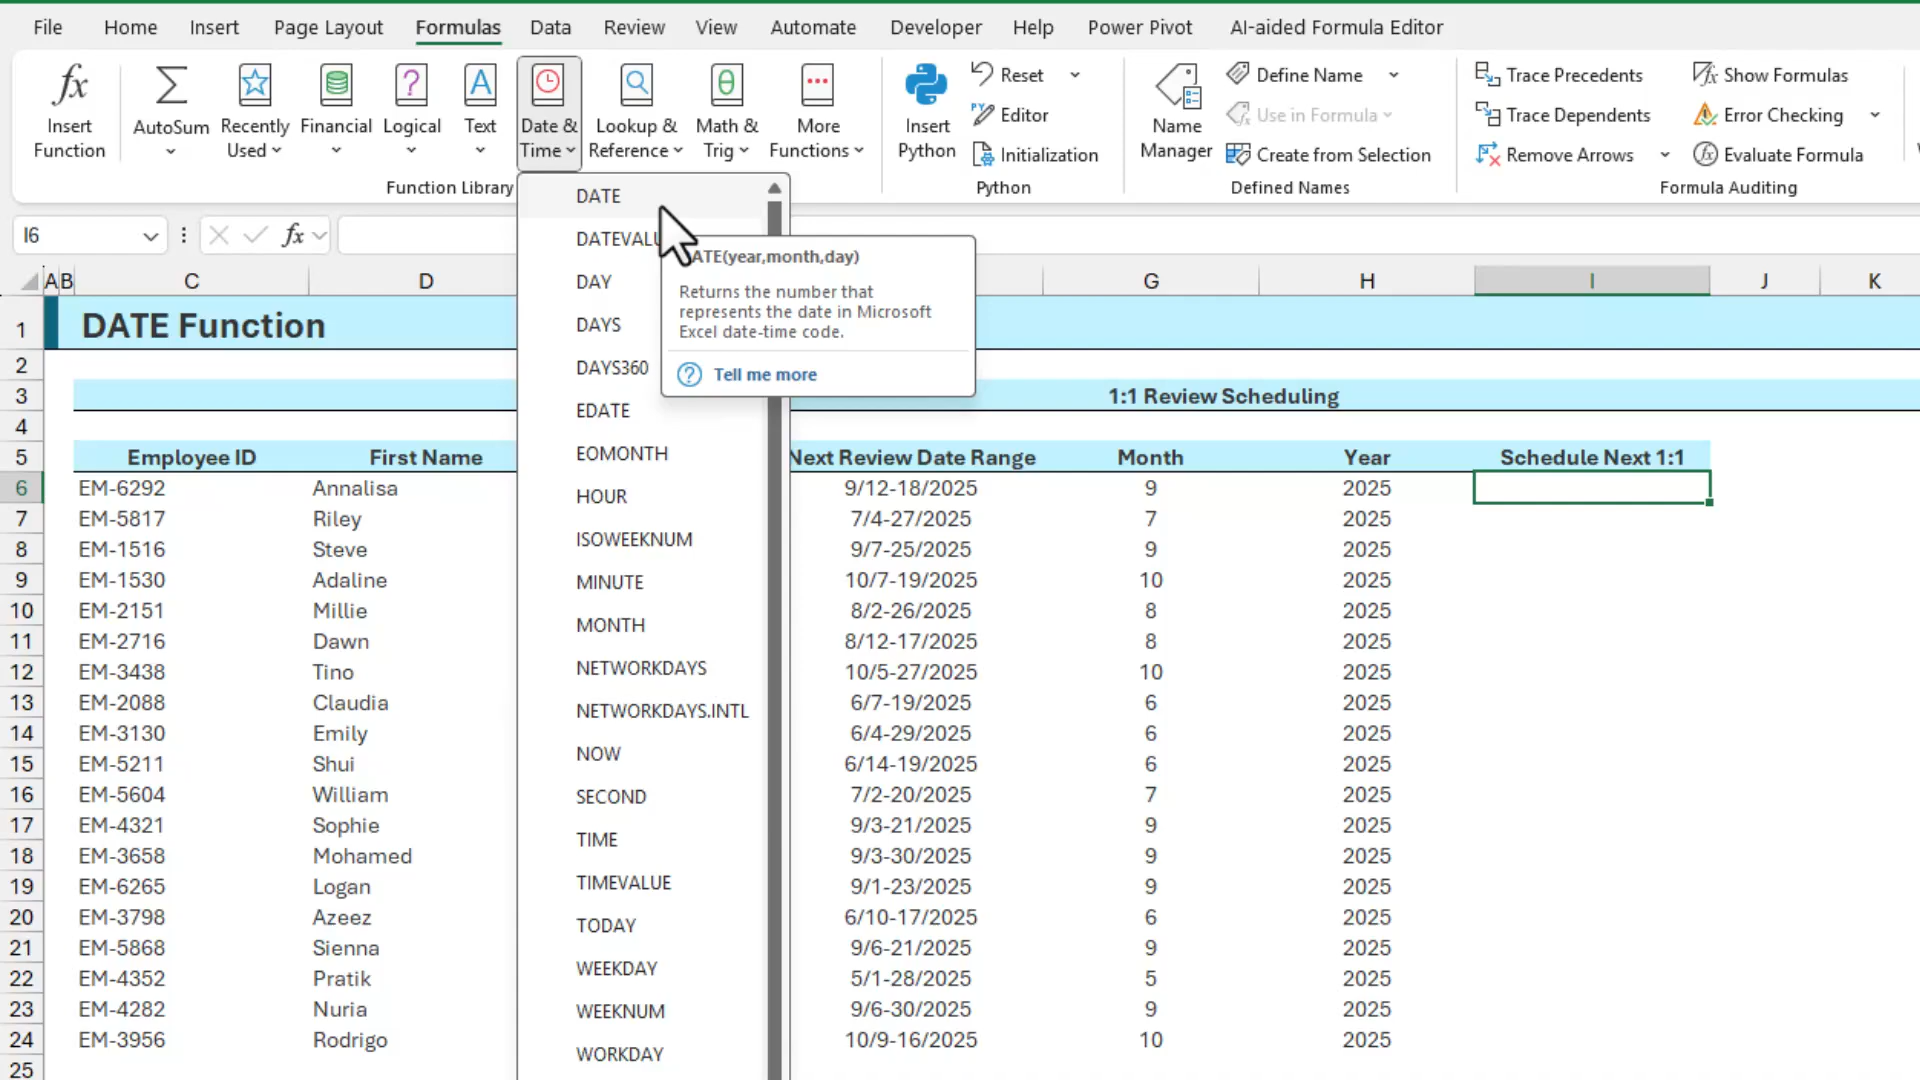 File Home Insert Page Layout Formulas Data Review View Automate Developer Help Power Pivot AI-aided Formula Editor
fx Insert Function
AutoSum
Recently Used
Financial
Logical
Text
Date & Time
Lookup & Reference
Math & Trig
More Functions
Function Library
Insert Python
Reset
Editor
Initialization
Python
Name Manager
Define Name
Use in Formula
Create from Selection
Defined Names
Trace Precedents
Trace Dependents
Remove Arrows
Show Formulas
Error Checking
Evaluate Formula
Formula Auditing
I6 fx
DATE
DATEVALU
DAY
DAYS
DAYS360
EDATE
EOMONTH
HOUR
ISOWEEKNUM
MINUTE
MONTH
NETWORKDAYS
NETWORKDAYS.INTL
NOW
SECOND
TIME
TIMEVALUE
TODAY
WEEKDAY
WEEKNUM
WORKDAY
ATE(year,month,day)
Returns the number that
represents the date in Microsoft
Excel date-time code.
Tell me more
A B C D G H I J K
1 DATE Function
2
3 1:1 Review Scheduling
4
5 Employee ID First Name Next Review Date Range Month Year Schedule Next 1:1
6 EM-6292 Annalisa 9/12-18/2025 9 2025
7 EM-5817 Riley 7/4-27/2025 7 2025
8 EM-1516 Steve 9/7-25/2025 9 2025
9 EM-1530 Adaline 10/7-19/2025 10 2025
10 EM-2151 Millie 8/2-26/2025 8 2025
11 EM-2716 Dawn 8/12-17/2025 8 2025
12 EM-3438 Tino 10/5-27/2025 10 2025
13 EM-2088 Claudia 6/7-19/2025 6 2025
14 EM-3130 Emily 6/4-29/2025 6 2025
15 EM-5211 Shui 6/14-19/2025 6 2025
16 EM-5604 William 7/2-20/2025 7 2025
17 EM-4321 Sophie 9/3-21/2025 9 2025
18 EM-3658 Mohamed 9/3-30/2025 9 2025
19 EM-6265 Logan 9/1-23/2025 9 2025
20 EM-3798 Azeez 6/10-17/2025 6 2025
21 EM-5868 Sienna 9/6-21/2025 9 2025
22 EM-4352 Pratik 5/1-28/2025 5 2025
23 EM-4282 Nuria 9/6-30/2025 9 2025
24 EM-3956 Rodrigo 10/9-16/2025 10 2025
25